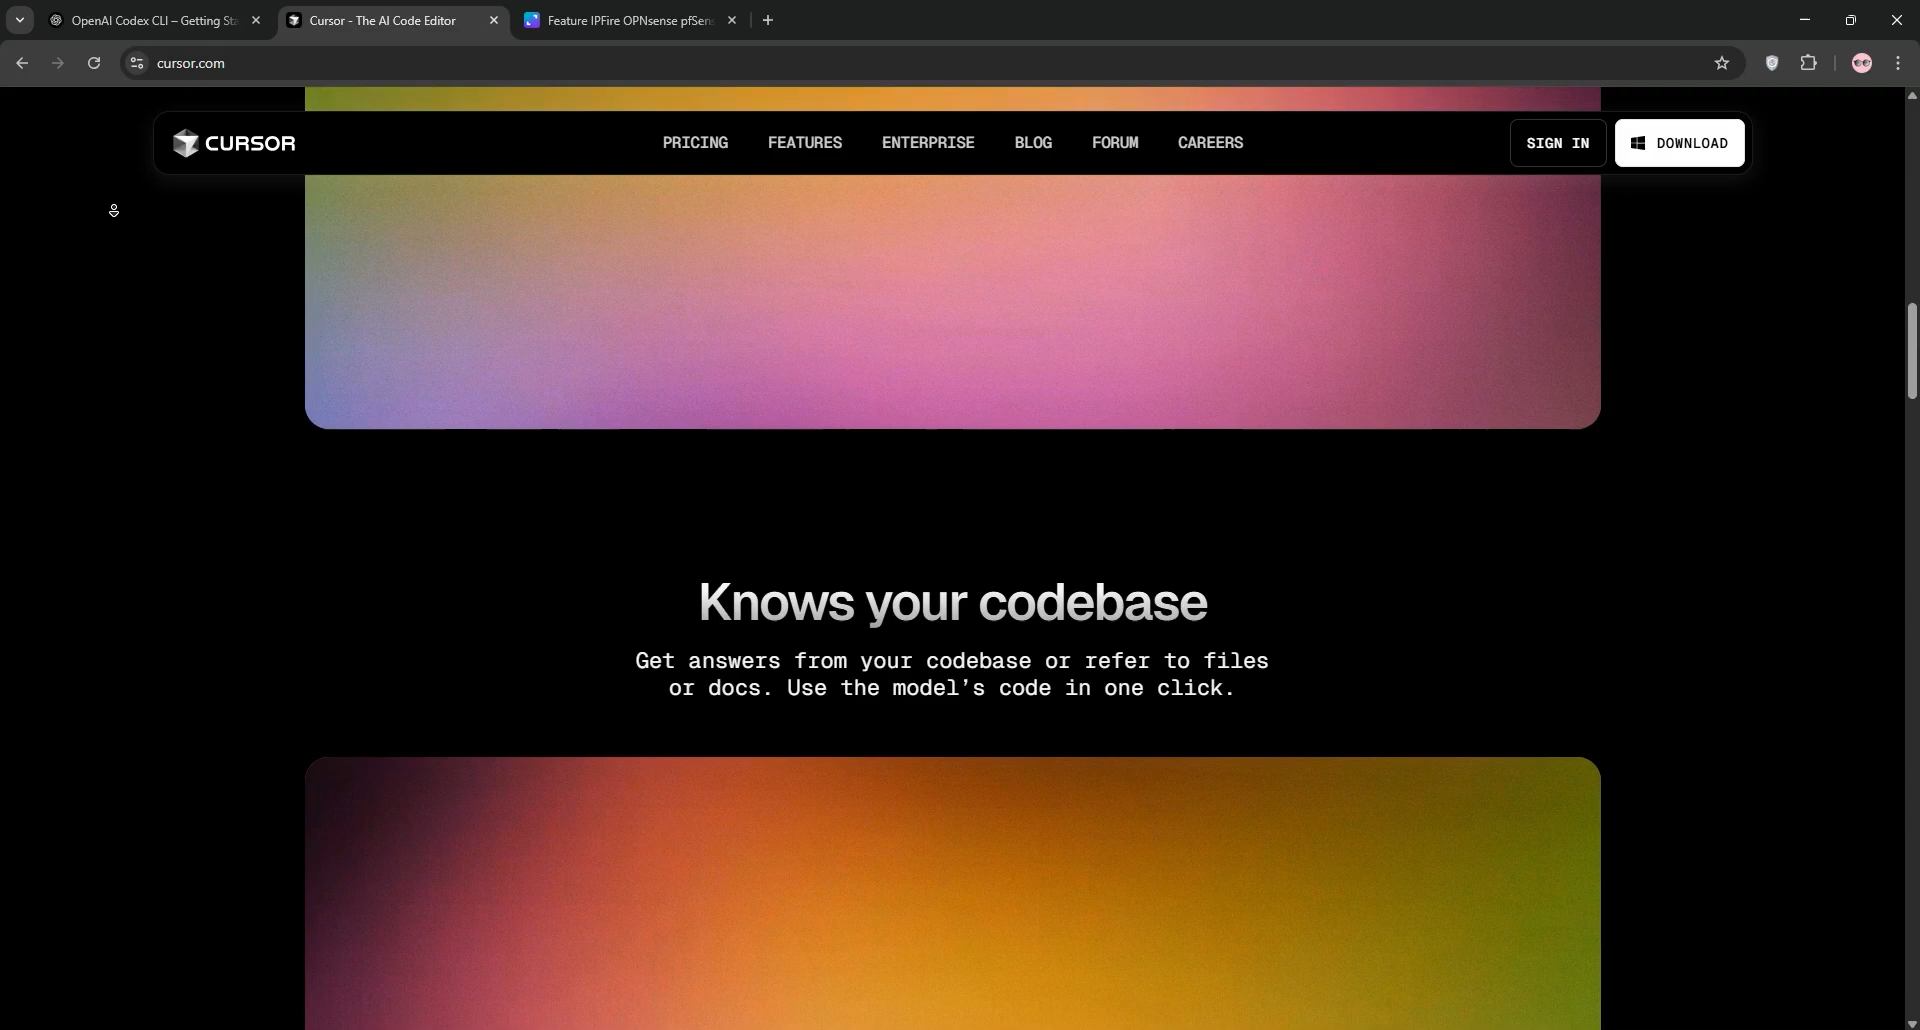 OpenAI Codex CLI – Getting Sta
Cursor - The AI Code Editor
Feature IPFire OPNsense pfSens
cursor.com
CURSOR
PRICING
FEATURES
ENTERPRISE
BLOG
FORUM
CAREERS
SIGN IN
DOWNLOAD
Knows your codebase
Get answers from your codebase or refer to files
or docs. Use the model’s code in one click.